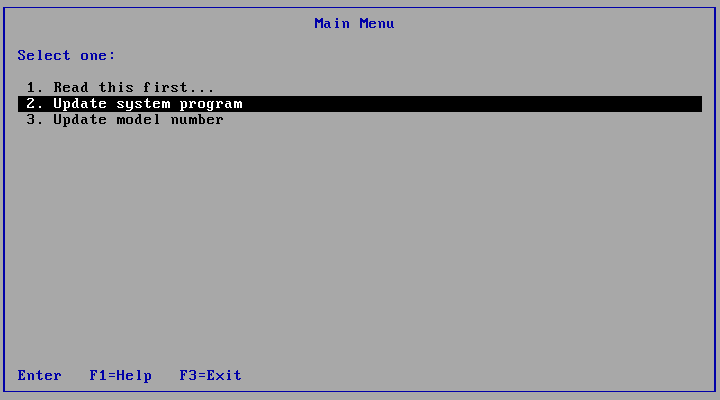 Main Menu
Select one:
1. Read this first...
2. Update system program
3. Update model number
Enter   F1=Help   F3=Exit